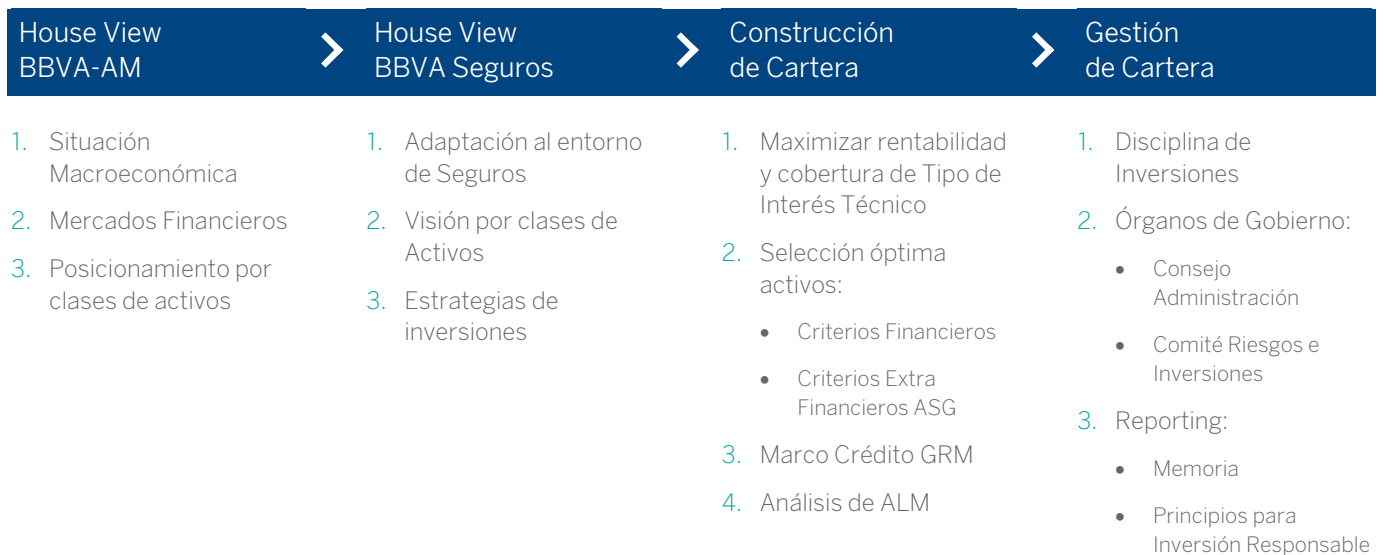 House View
BBVA-AM
House View
BBVA Seguros
Construcción
de Cartera
Gestión
de Cartera
1. Situación
Macroeconómica
2. Mercados Financieros
3. Posicionamiento por
clases de activos
1. Adaptación al entorno
de Seguros
2. Visión por clases de
Activos
3. Estrategias de
inversiones
1. Maximizar rentabilidad
y cobertura de Tipo de
Interés Técnico
2. Selección óptima
activos:
• Criterios Financieros
• Criterios Extra
Financieros ASG
3. Marco Crédito GRM
4. Análisis de ALM
1. Disciplina de
Inversiones
2. Órganos de Gobierno:
• Consejo
Administración
• Comité Riesgos e
Inversiones
3. Reporting:
• Memoria
• Principios para
Inversión Responsable